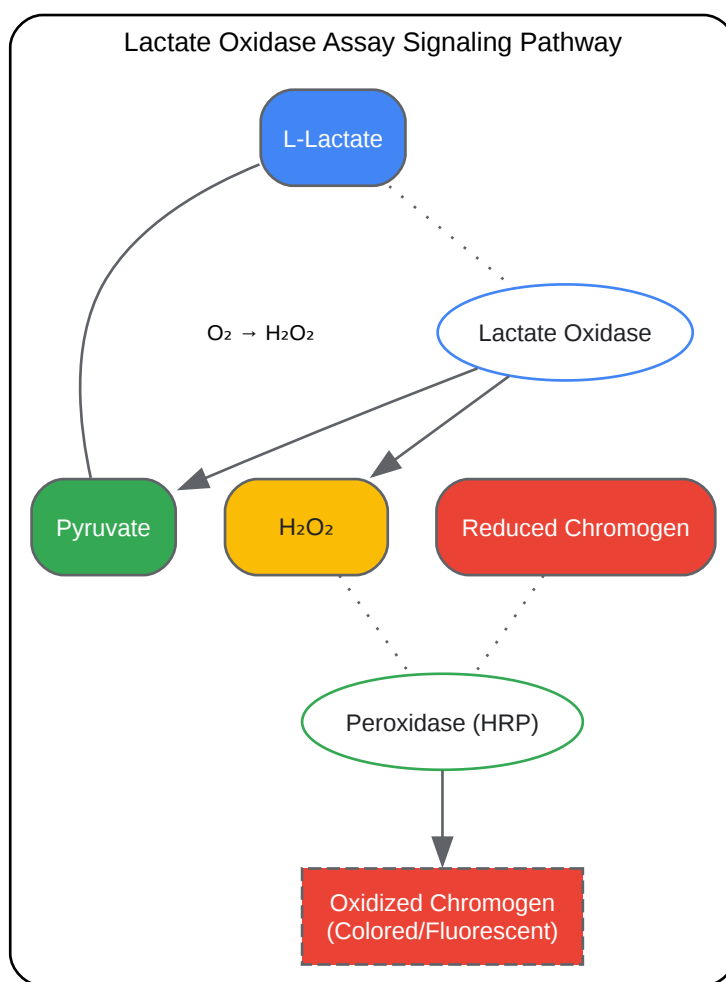 Lactate Oxidase Assay Signaling Pathway
L-Lactate
O₂ → H₂O₂
Lactate Oxidase
Pyruvate
H₂O₂
Reduced Chromogen
Peroxidase (HRP)
Oxidized Chromogen
(Colored/Fluorescent)